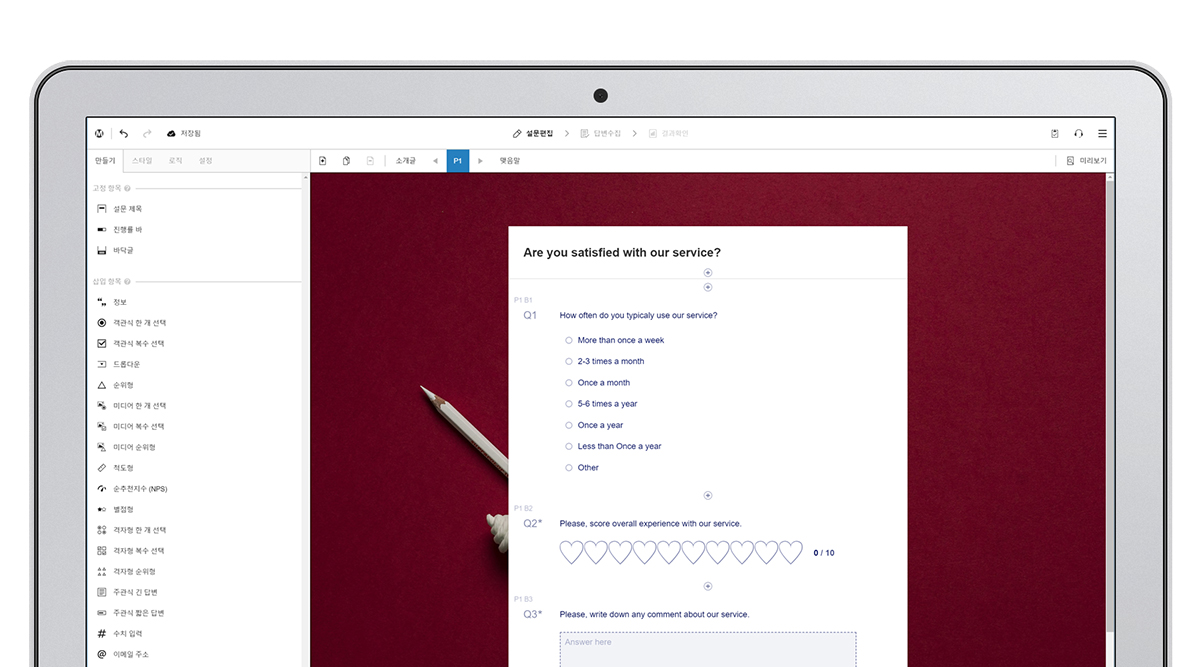 저장됨
설문편집
답변수집
결과확인
만들기
스타일
로직
설정
소개글
P1
맺음말
미리보기
고정 항목
설문 제목
진행률 바
바닥글
삽입 항목
정보
객관식 한 개 선택
객관식 복수 선택
드롭다운
순위형
미디어 한 개 선택
미디어 복수 선택
미디어 순위형
척도형
순추천지수 (NPS)
별점형
격자형 한 개 선택
격자형 복수 선택
격자형 순위형
주관식 긴 답변
주관식 짧은 답변
수치 입력
이메일 주소
Are you satisfied with our service?
P1 B1
Q1
How often do you typicaly use our service?
More than once a week
2-3 times a month
Once a month
5-6 times a year
Once a year
Less than Once a year
Other
P1 B2
Q2*
Please, score overall experience with our service.
0 / 10
P1 B3
Q3*
Please, write down any comment about our service.
Answer here